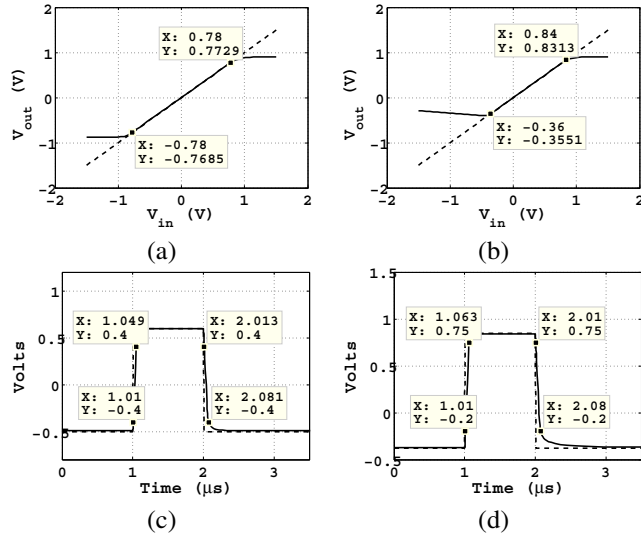 2
1
0
-1
-2
-2
-1
0
1
2
V_out (V)
V_in (V)
X: 0.78
Y: 0.7729
X: -0.78
Y: -0.7685
(a)
2
1
0
-1
-2
-2
-1
0
1
2
V_out (V)
V_in (V)
X: 0.84
Y: 0.8313
X: -0.36
Y: -0.3551
(b)
1
0.5
0
-0.5
0
1
2
3
Volts
Time (μs)
X: 1.049
Y: 0.4
X: 2.013
Y: 0.4
X: 1.01
Y: -0.4
X: 2.081
Y: -0.4
(c)
1.5
1
0.5
0
-0.5
0
1
2
3
Volts
Time (μs)
X: 1.063
Y: 0.75
X: 2.01
Y: 0.75
X: 1.01
Y: -0.2
X: 2.08
Y: -0.2
(d)